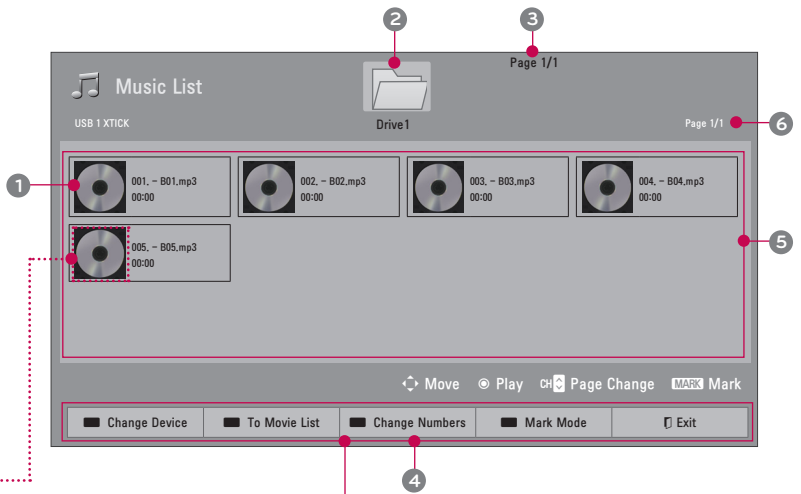 2
3
Page 1/1
Music List
USB 1 XTICK
Drive1
Page 1/1
6
1
001. - B01.mp3
00:00
002. - B02.mp3
00:00
003. - B03.mp3
00:00
004. - B04.mp3
00:00
005. - B05.mp3
00:00
5
Move
Play
CH Page Change
MARK Mark
Change Device
To Movie List
Change Numbers
Mark Mode
Exit
4